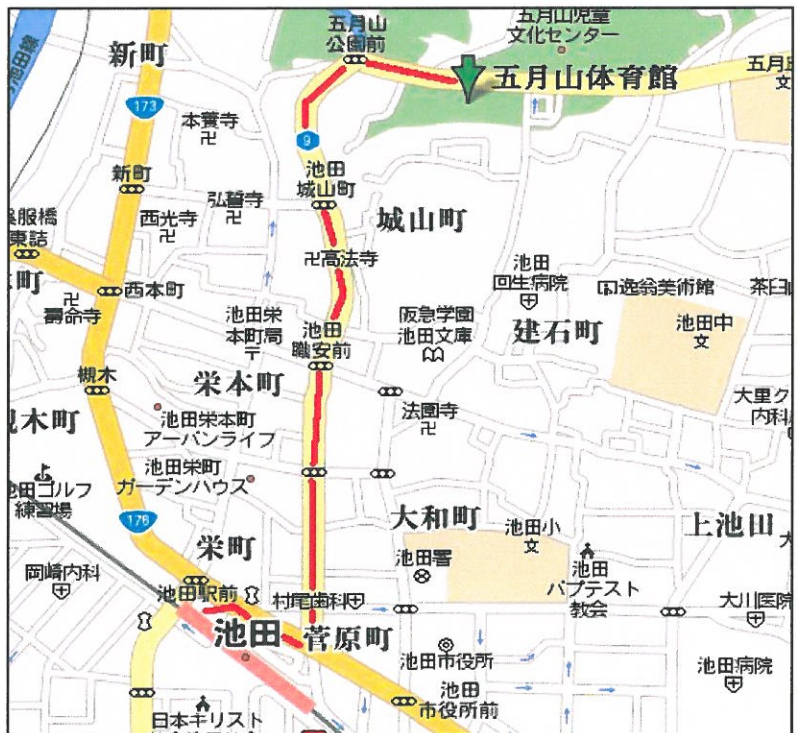 五月山
公園前
五月山児童
文化センター
新町
五月山体育館
173
本養寺
9
新町
池田
城山町
弘誓寺
西光寺
城山町
呉服橋
東詰
高法寺
池田
回生病院
逸翁美術館
西本町
壽命寺
池田栄
本町局
池田
職安前
阪急学園
池田文庫
建石町
池田中
文
槻木
栄本町
法園寺
池田栄本町
アーバンライフ
池田栄町
ガーデンハウス
池田ゴルフ
練習場
大和町
池田小
文
上池田
176
栄町
池田署
池田
バプテスト
教会
岡崎内科
池田駅前
村尾歯科
大川医院
池田
菅原町
池田市役所
池田病院
池田
市役所前
日本キリスト